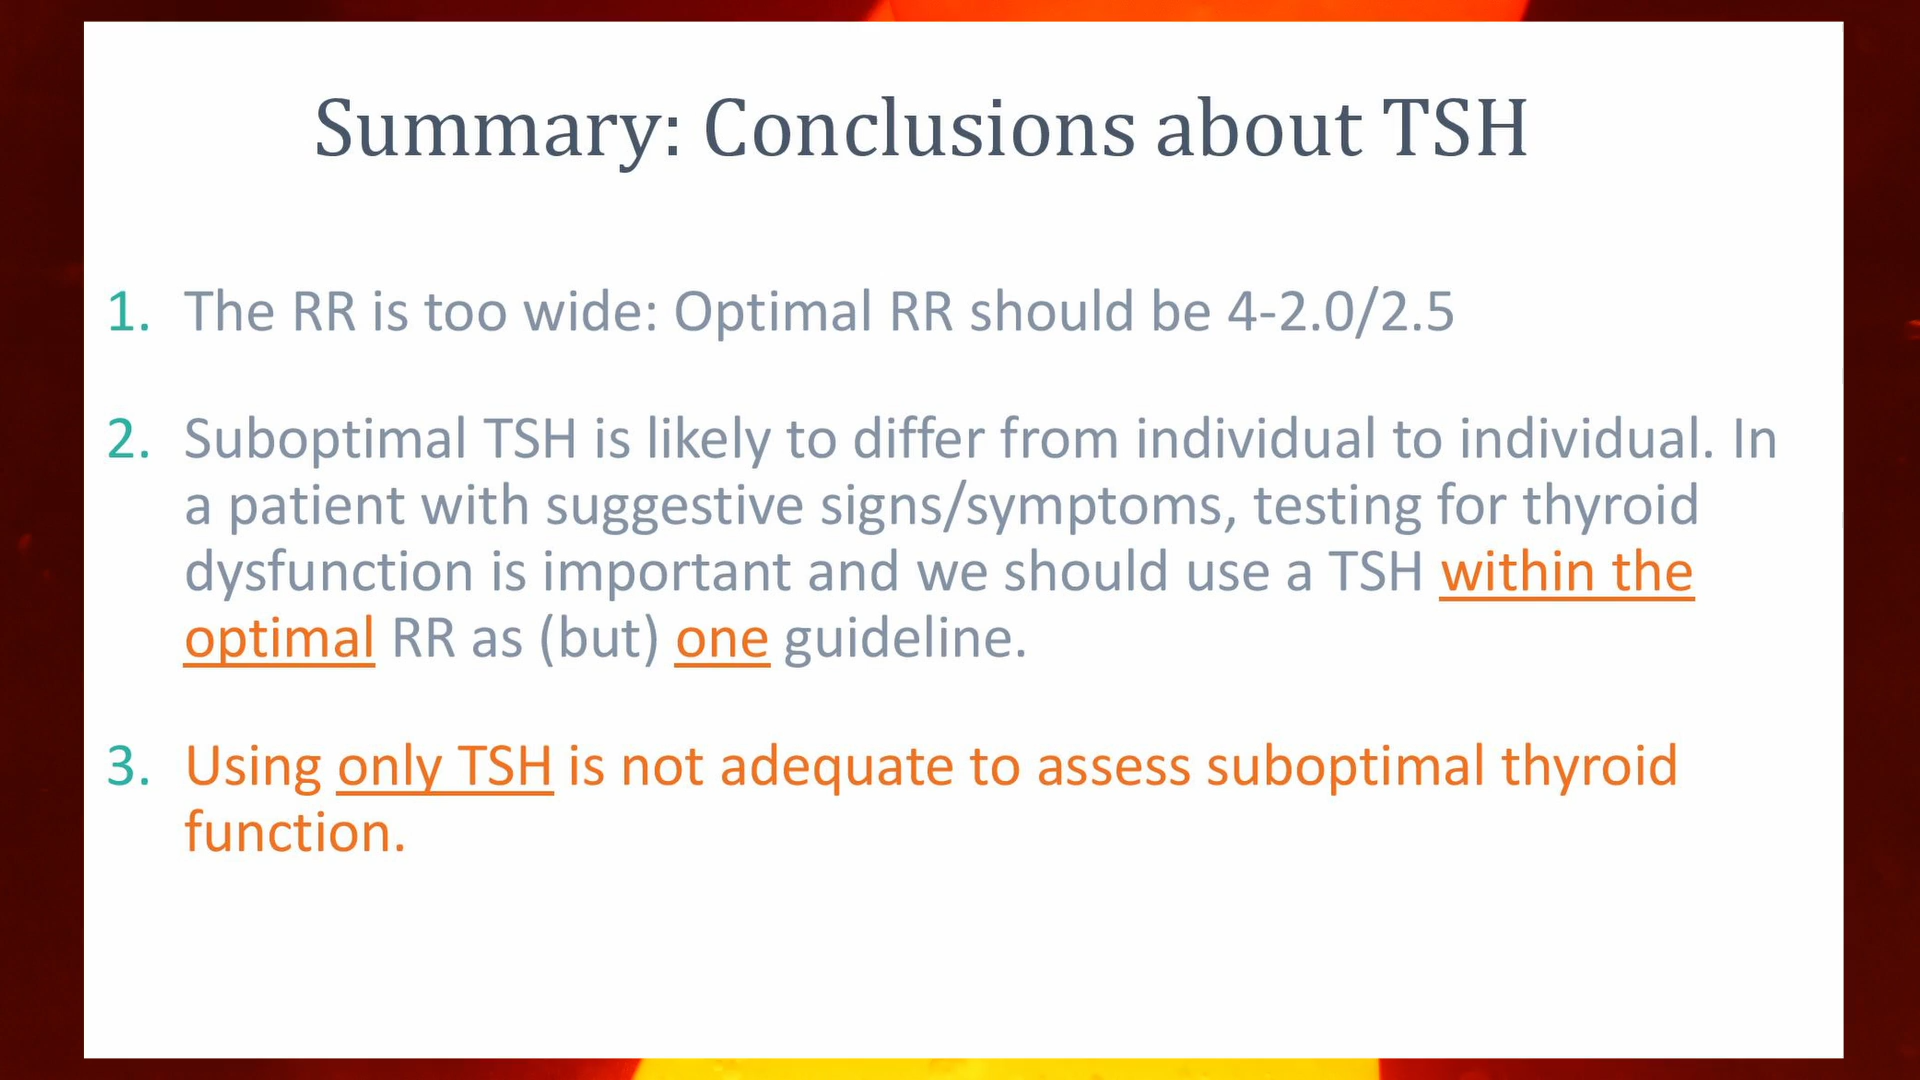 Summary: Conclusions about TSH
1. The RR is too wide: Optimal RR should be 4-2.0/2.5
2. Suboptimal TSH is likely to differ from individual to individual. In
a patient with suggestive signs/symptoms, testing for thyroid
dysfunction is important and we should use a TSH within the
optimal RR as (but) one guideline.
3. Using only TSH is not adequate to assess suboptimal thyroid
function.